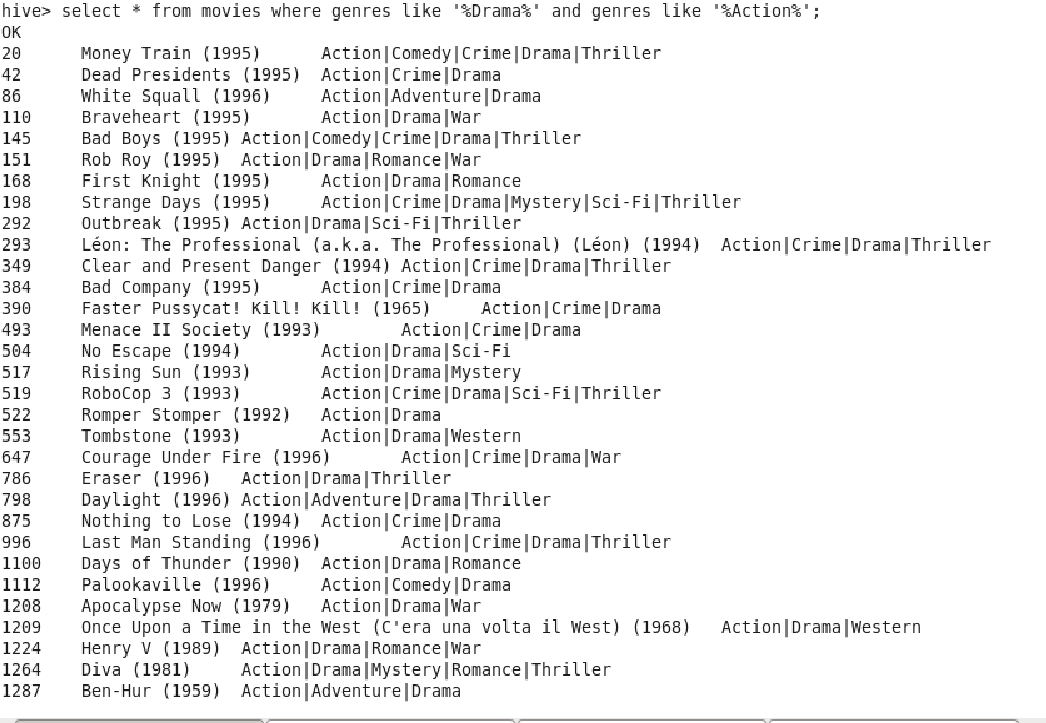 hive> select * from movies where genres like '%Drama%' and genres like '%Action%';
OK
20 Money Train (1995) Action|Comedy|Crime|Drama|Thriller
42 Dead Presidents (1995) Action|Crime|Drama
86 White Squall (1996) Action|Adventure|Drama
110 Braveheart (1995) Action|Drama|War
145 Bad Boys (1995) Action|Comedy|Crime|Drama|Thriller
151 Rob Roy (1995) Action|Drama|Romance|War
168 First Knight (1995) Action|Drama|Romance
198 Strange Days (1995) Action|Crime|Drama|Mystery|Sci-Fi|Thriller
292 Outbreak (1995) Action|Drama|Sci-Fi|Thriller
293 Léon: The Professional (a.k.a. The Professional) (Léon) (1994) Action|Crime|Drama|Thriller
349 Clear and Present Danger (1994) Action|Crime|Drama|Thriller
384 Bad Company (1995) Action|Crime|Drama
390 Faster Pussycat! Kill! Kill! (1965) Action|Crime|Drama
493 Menace II Society (1993) Action|Crime|Drama
504 No Escape (1994) Action|Drama|Sci-Fi
517 Rising Sun (1993) Action|Drama|Mystery
519 RoboCop 3 (1993) Action|Crime|Drama|Sci-Fi|Thriller
522 Romper Stomper (1992) Action|Drama
553 Tombstone (1993) Action|Drama|Western
647 Courage Under Fire (1996) Action|Crime|Drama|War
786 Eraser (1996) Action|Drama|Thriller
798 Daylight (1996) Action|Adventure|Drama|Thriller
875 Nothing to Lose (1994) Action|Crime|Drama
996 Last Man Standing (1996) Action|Crime|Drama|Thriller
1100 Days of Thunder (1990) Action|Drama|Romance
1112 Palookaville (1996) Action|Comedy|Drama
1208 Apocalypse Now (1979) Action|Drama|War
1209 Once Upon a Time in the West (C'era una volta il West) (1968) Action|Drama|Western
1224 Henry V (1989) Action|Drama|Romance|War
1264 Diva (1981) Action|Drama|Mystery|Romance|Thriller
1287 Ben-Hur (1959) Action|Adventure|Drama